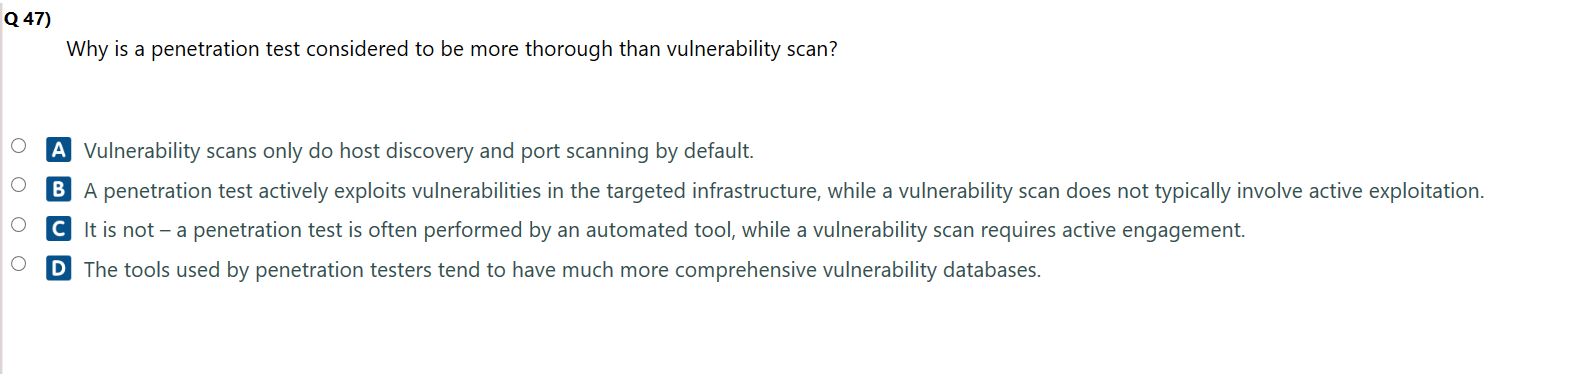 Q 47)
Why is a penetration test considered to be more thorough than vulnerability scan?
A Vulnerability scans only do host discovery and port scanning by default.
B A penetration test actively exploits vulnerabilities in the targeted infrastructure, while a vulnerability scan does not typically involve active exploitation.
C It is not – a penetration test is often performed by an automated tool, while a vulnerability scan requires active engagement.
D The tools used by penetration testers tend to have much more comprehensive vulnerability databases.